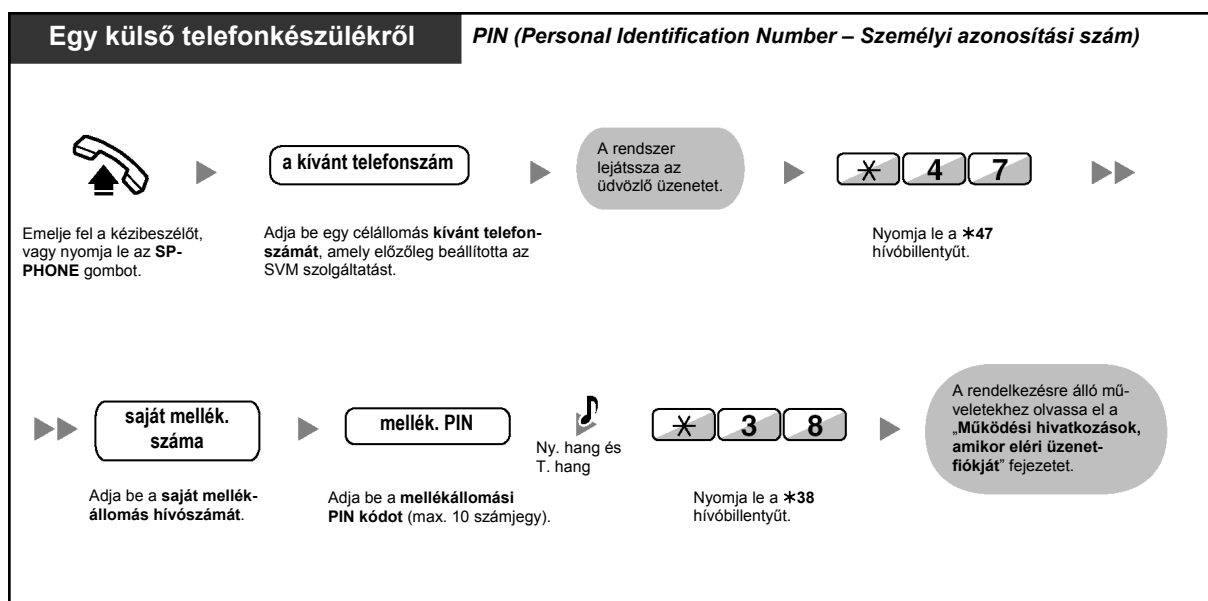 Egy külső telefonkészülékről
PIN (Personal Identification Number – Személyi azonosítási szám)
a kívánt telefonszám
A rendszer
lejátssza az
üdvözlő üzenetet.
* 4 7
Emelje fel a kézibeszélőt,
vagy nyomja le az SP-
PHONE gombot.
Adja be egy célállomás kívánt telefon-
számát, amely előzőleg beállította az
SVM szolgáltatást.
Nyomja le a *47
hívóbillentyűt.
saját mellék.
száma
mellék. PIN
Ny. hang és
T. hang
* 3 8
A rendelkezésre álló mű-
veletekhez olvassa el a
„Működési hivatkozások,
amikor eléri üzenet-
fiókját” fejezetet.
Adja be a saját mellék-
állomás hívószámát.
Adja be a mellékállomási
PIN kódot (max. 10 számjegy).
Nyomja le a *38
hívóbillentyűt.